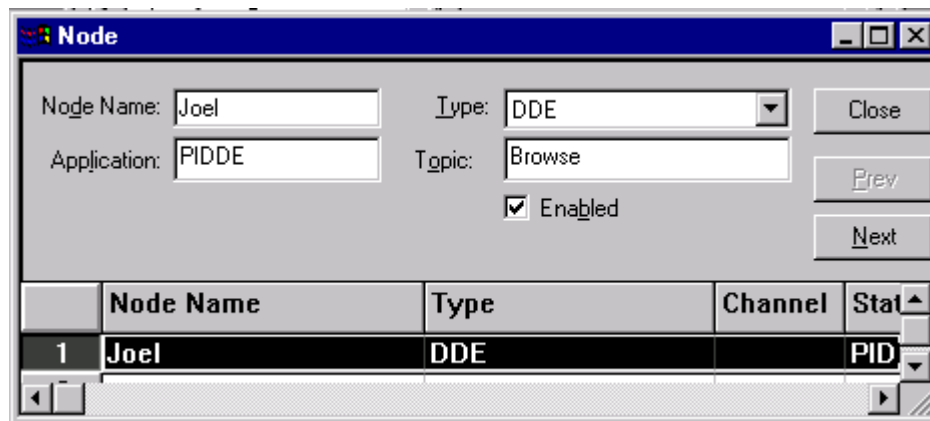 Node
Node Name: Joel Type: DDE Close
Application: PIDDE Topic: Browse Prev
Enabled
Next
Node Name Type Channel
1 Joel DDE PID